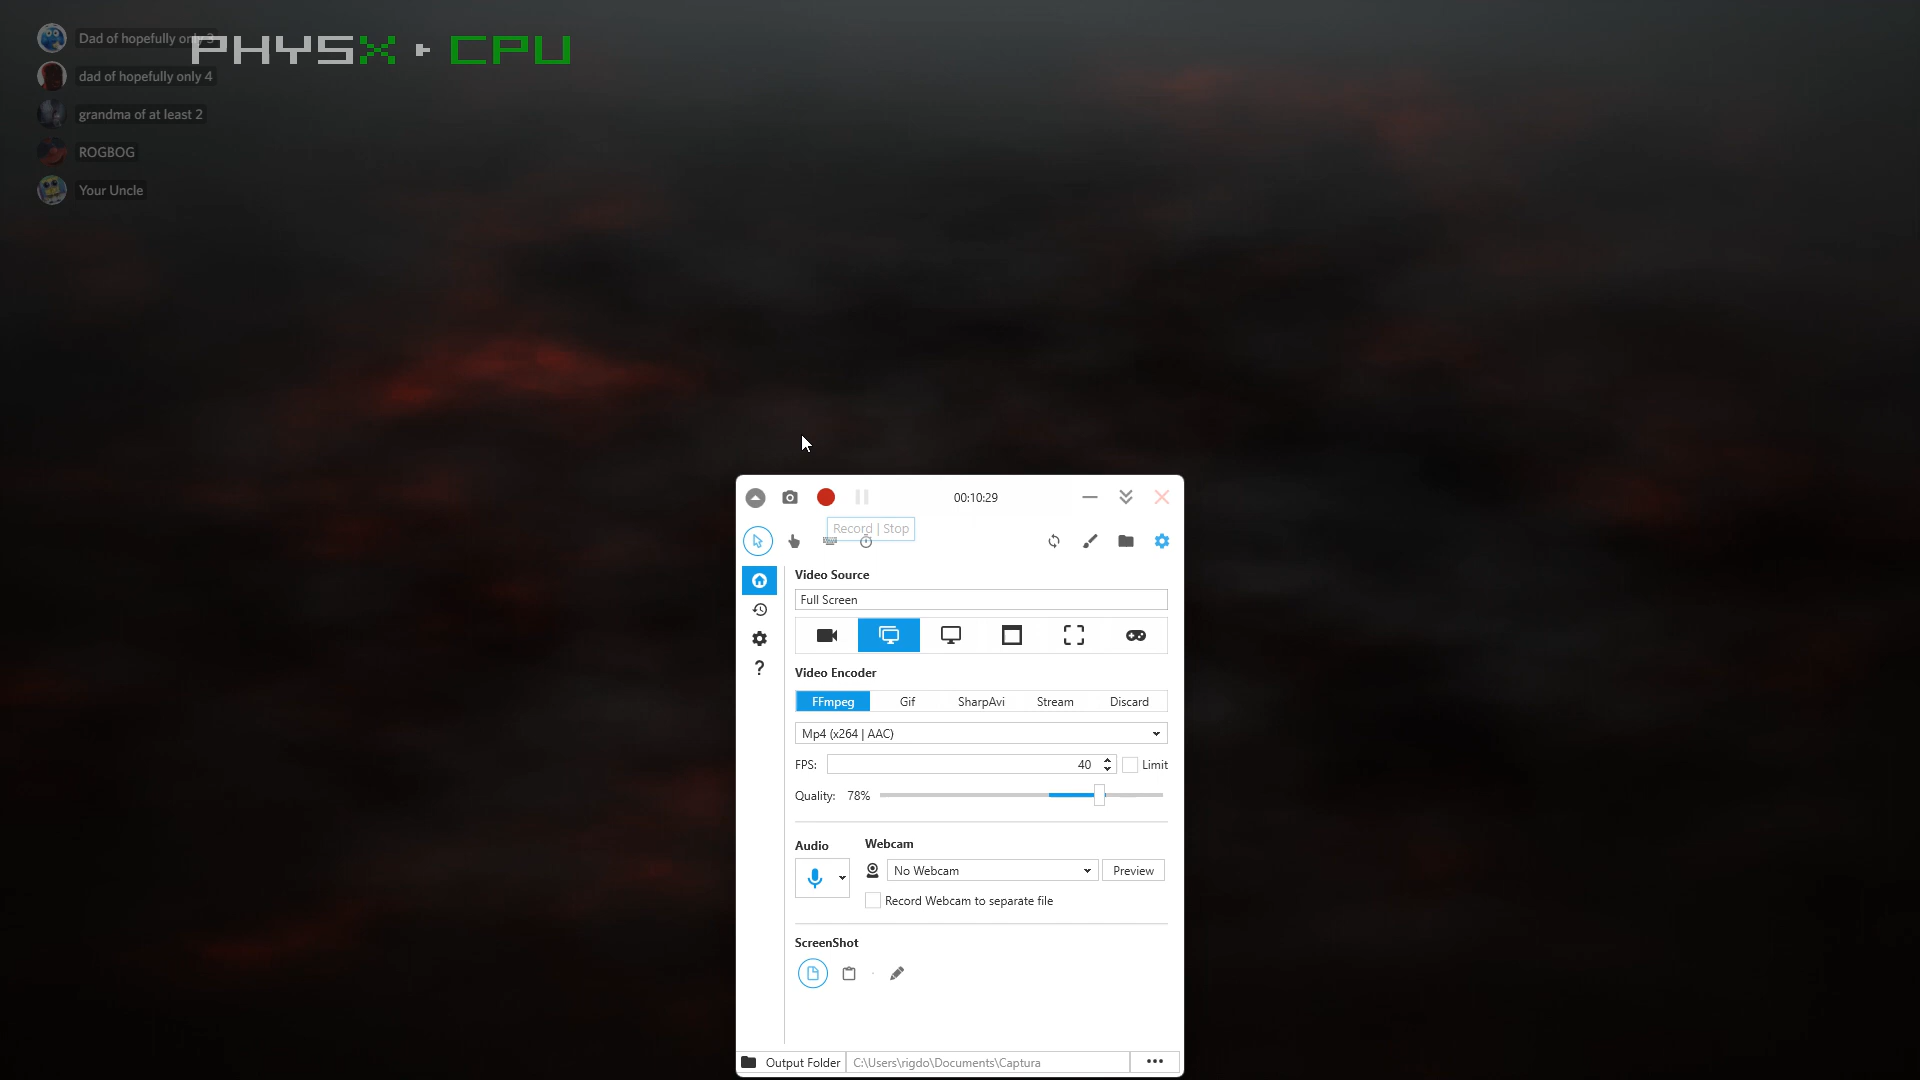 Dad of hopefully only 3
PHYSX ▸ CPU
dad of hopefully only 4
grandma of at least 2
ROGBOG
Your Uncle
00:10:29
Record | Stop
Video Source
Full Screen
Video Encoder
FFmpeg Gif SharpAvi Stream Discard
Mp4 (x264 | AAC)
FPS: 40 Limit
Quality: 78%
Audio Webcam
No Webcam Preview
Record Webcam to separate file
ScreenShot
Output Folder C:\Users\rigdo\Documents\Captura •••